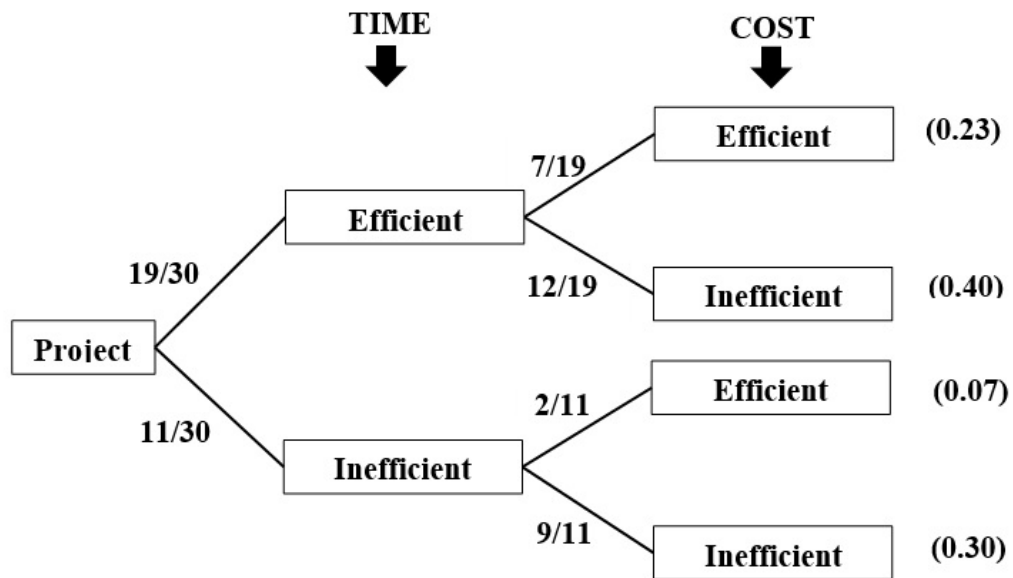 TIME
COST
Efficient
(0.23)
7/19
Efficient
19/30
12/19
Inefficient
(0.40)
Project
Efficient
(0.07)
2/11
11/30
Inefficient
9/11
Inefficient
(0.30)